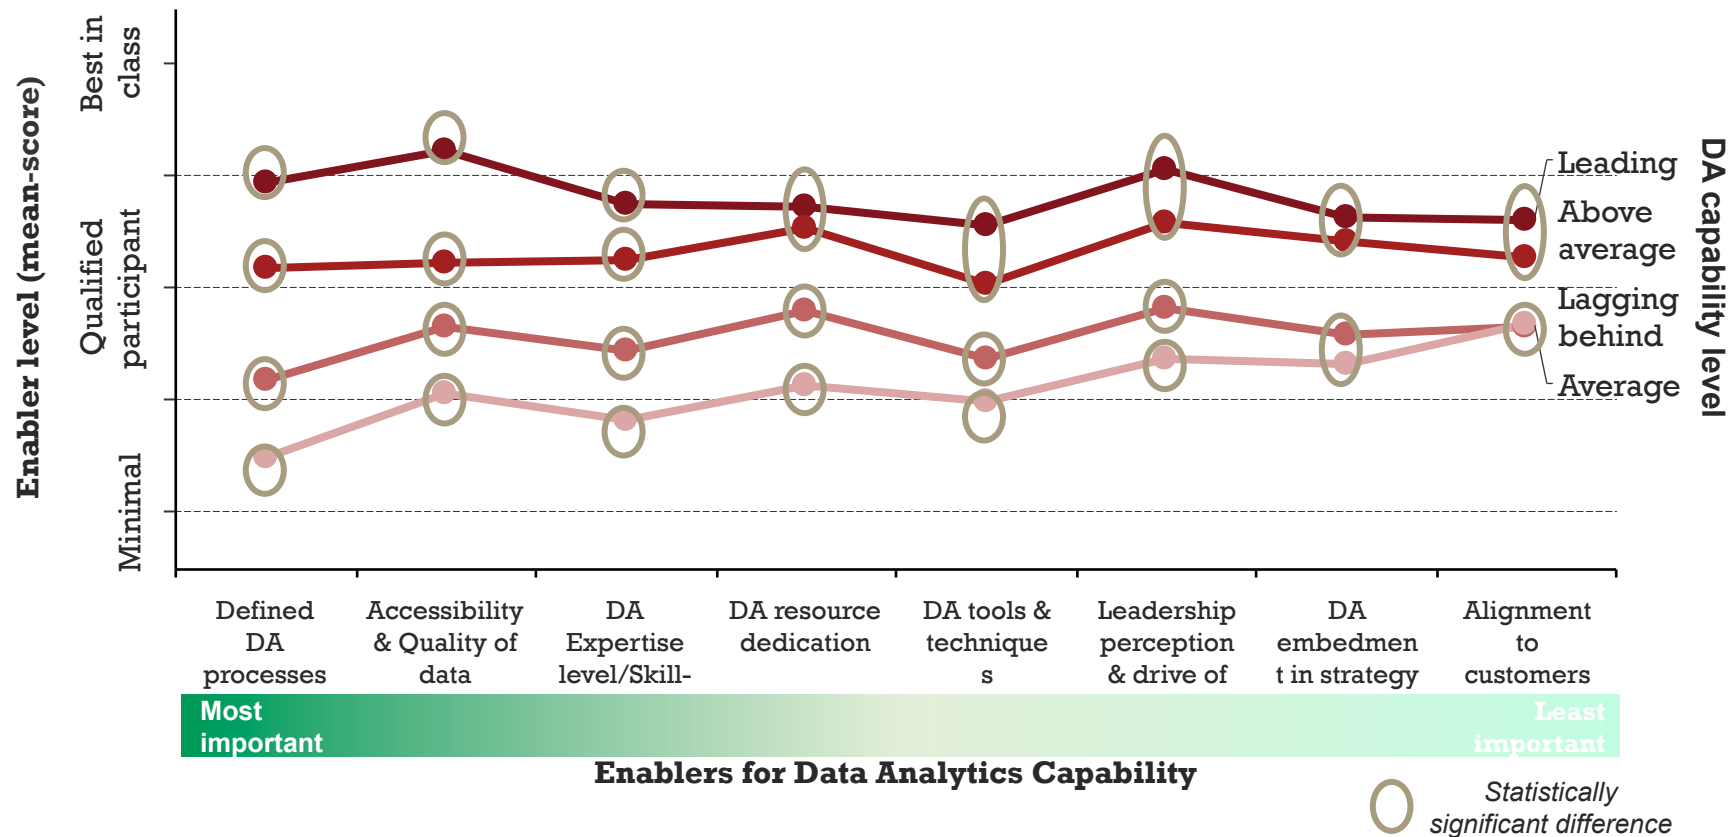 Enabler level (mean-score)
Best in
class
Qualified
participant
Minimal
Leading
Above
average
Lagging
behind
Average
DA capability level
Defined
DA
processes
Accessibility
& Quality of
data
DA
Expertise
level/Skill-
DA resource
dedication
DA tools &
technique
s
Leadership
perception
& drive of
DA
embedmen
t in strategy
Alignment
to
customers
Most
important
Least
important
Enablers for Data Analytics Capability
Statistically
significant difference